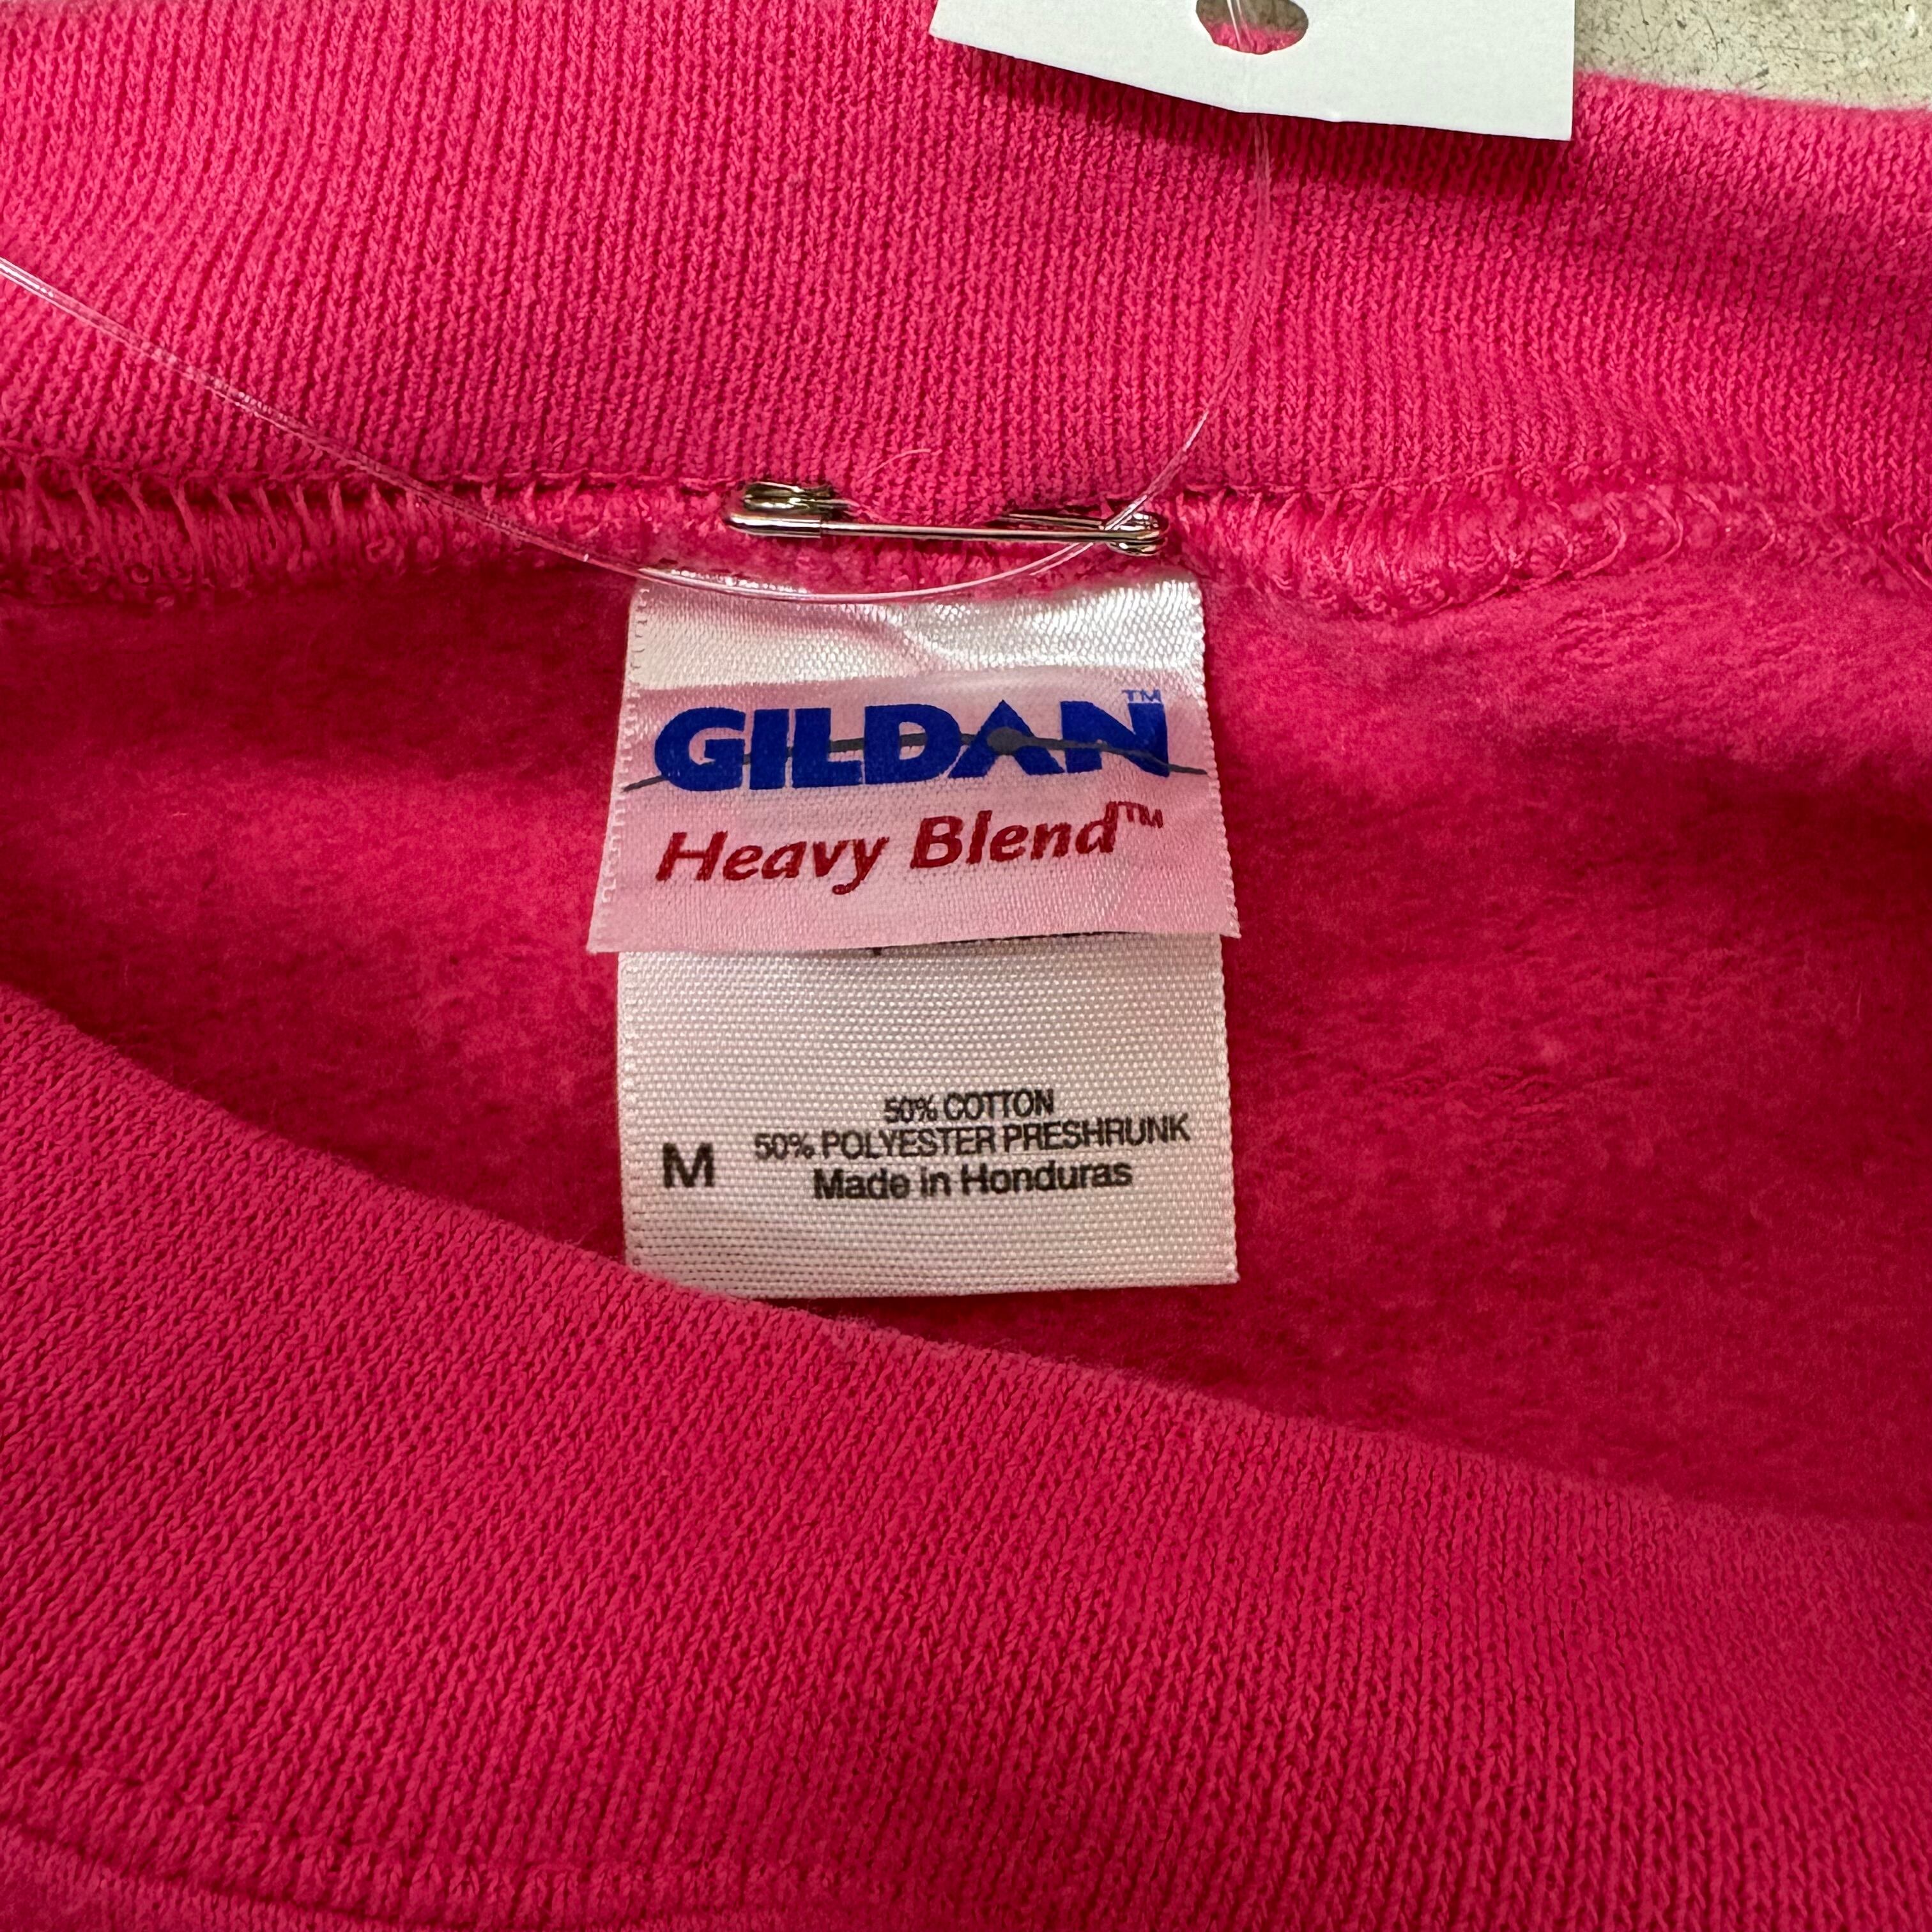 GILDAN™
Heavy Blend™
50% COTTON
50% POLYESTER PRESHRUNK
M Made in Honduras